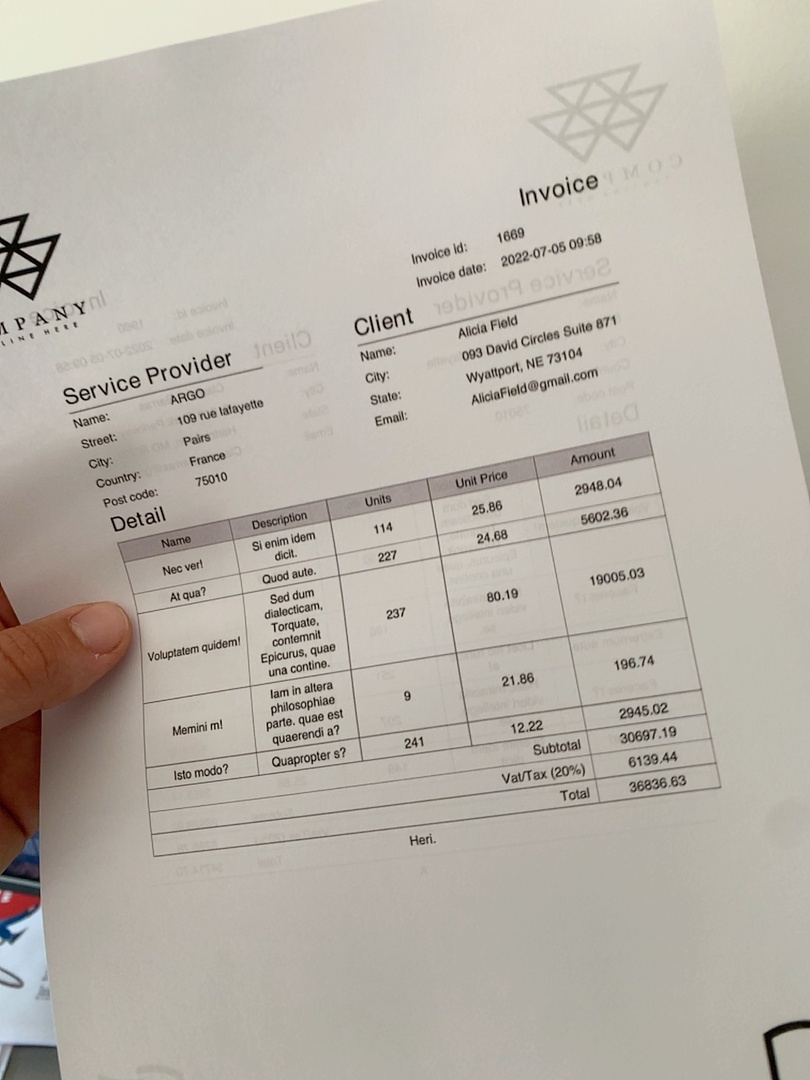 MPANY
LINE HERE
Invoice
Invoice id: 1669
Invoice date: 2022-07-05 09:58
Service Provider
Name: ARGO
Street: 109 rue lafayette
City: Pairs
Country: France
Post code: 75010
Client
Name: Alicia Field
City: 093 David Circles Suite 871
State: Wyattport, NE 73104
Email: AliciaField@gmail.com
Detail
Name Description Units Unit Price Amount
Nec ver! Si enim idem dicit. 114 25.86 2948.04
At qua? Quod aute. 227 24.68 5602.36
Voluptatem quidem! Sed dum dialecticam, Torquate, contemnit Epicurus, quae una contine. 237 80.19 19005.03
Memini m! Iam in altera philosophiae parte. quae est quaerendi a? 9 21.86 196.74
Isto modo? Quapropter s? 241 12.22 2945.02
Subtotal 30697.19
Vat/Tax (20%) 6139.44
Total 36836.63
Heri.